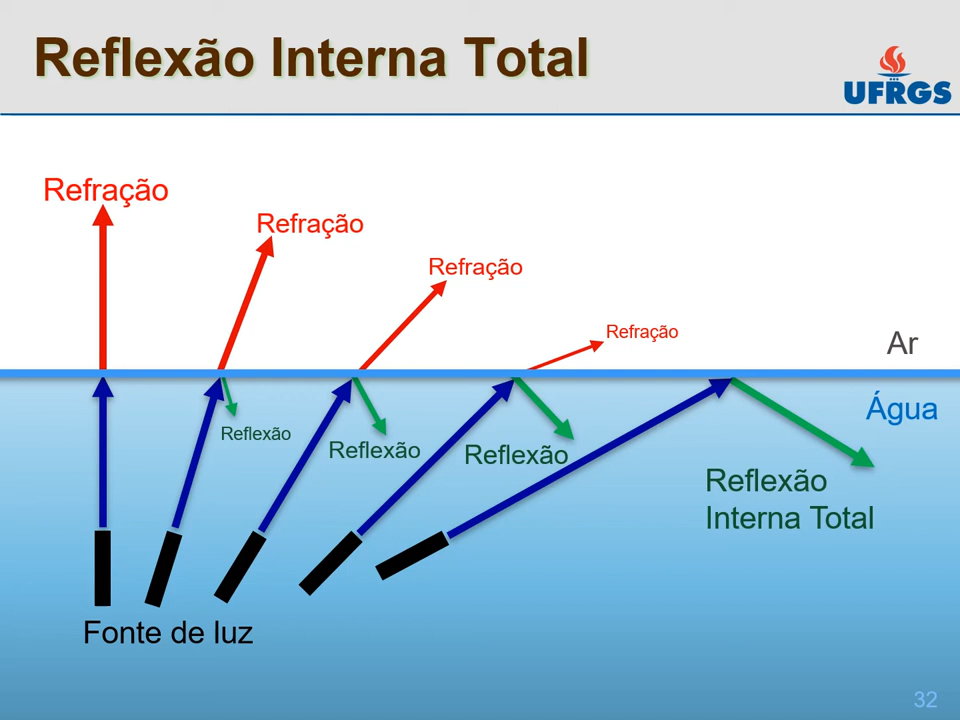 Reflexão Interna Total
UFRGS
Refração
Refração
Refração
Refração
Ar
Água
Reflexão
Reflexão
Reflexão
Reflexão
Interna Total
Fonte de luz
32